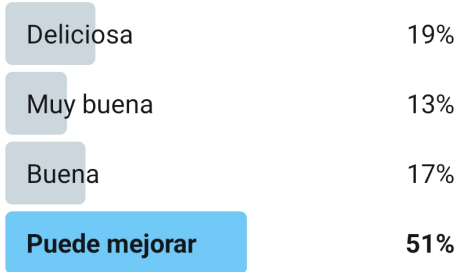 Deliciosa 19%
Muy buena 13%
Buena 17%
Puede mejorar 51%